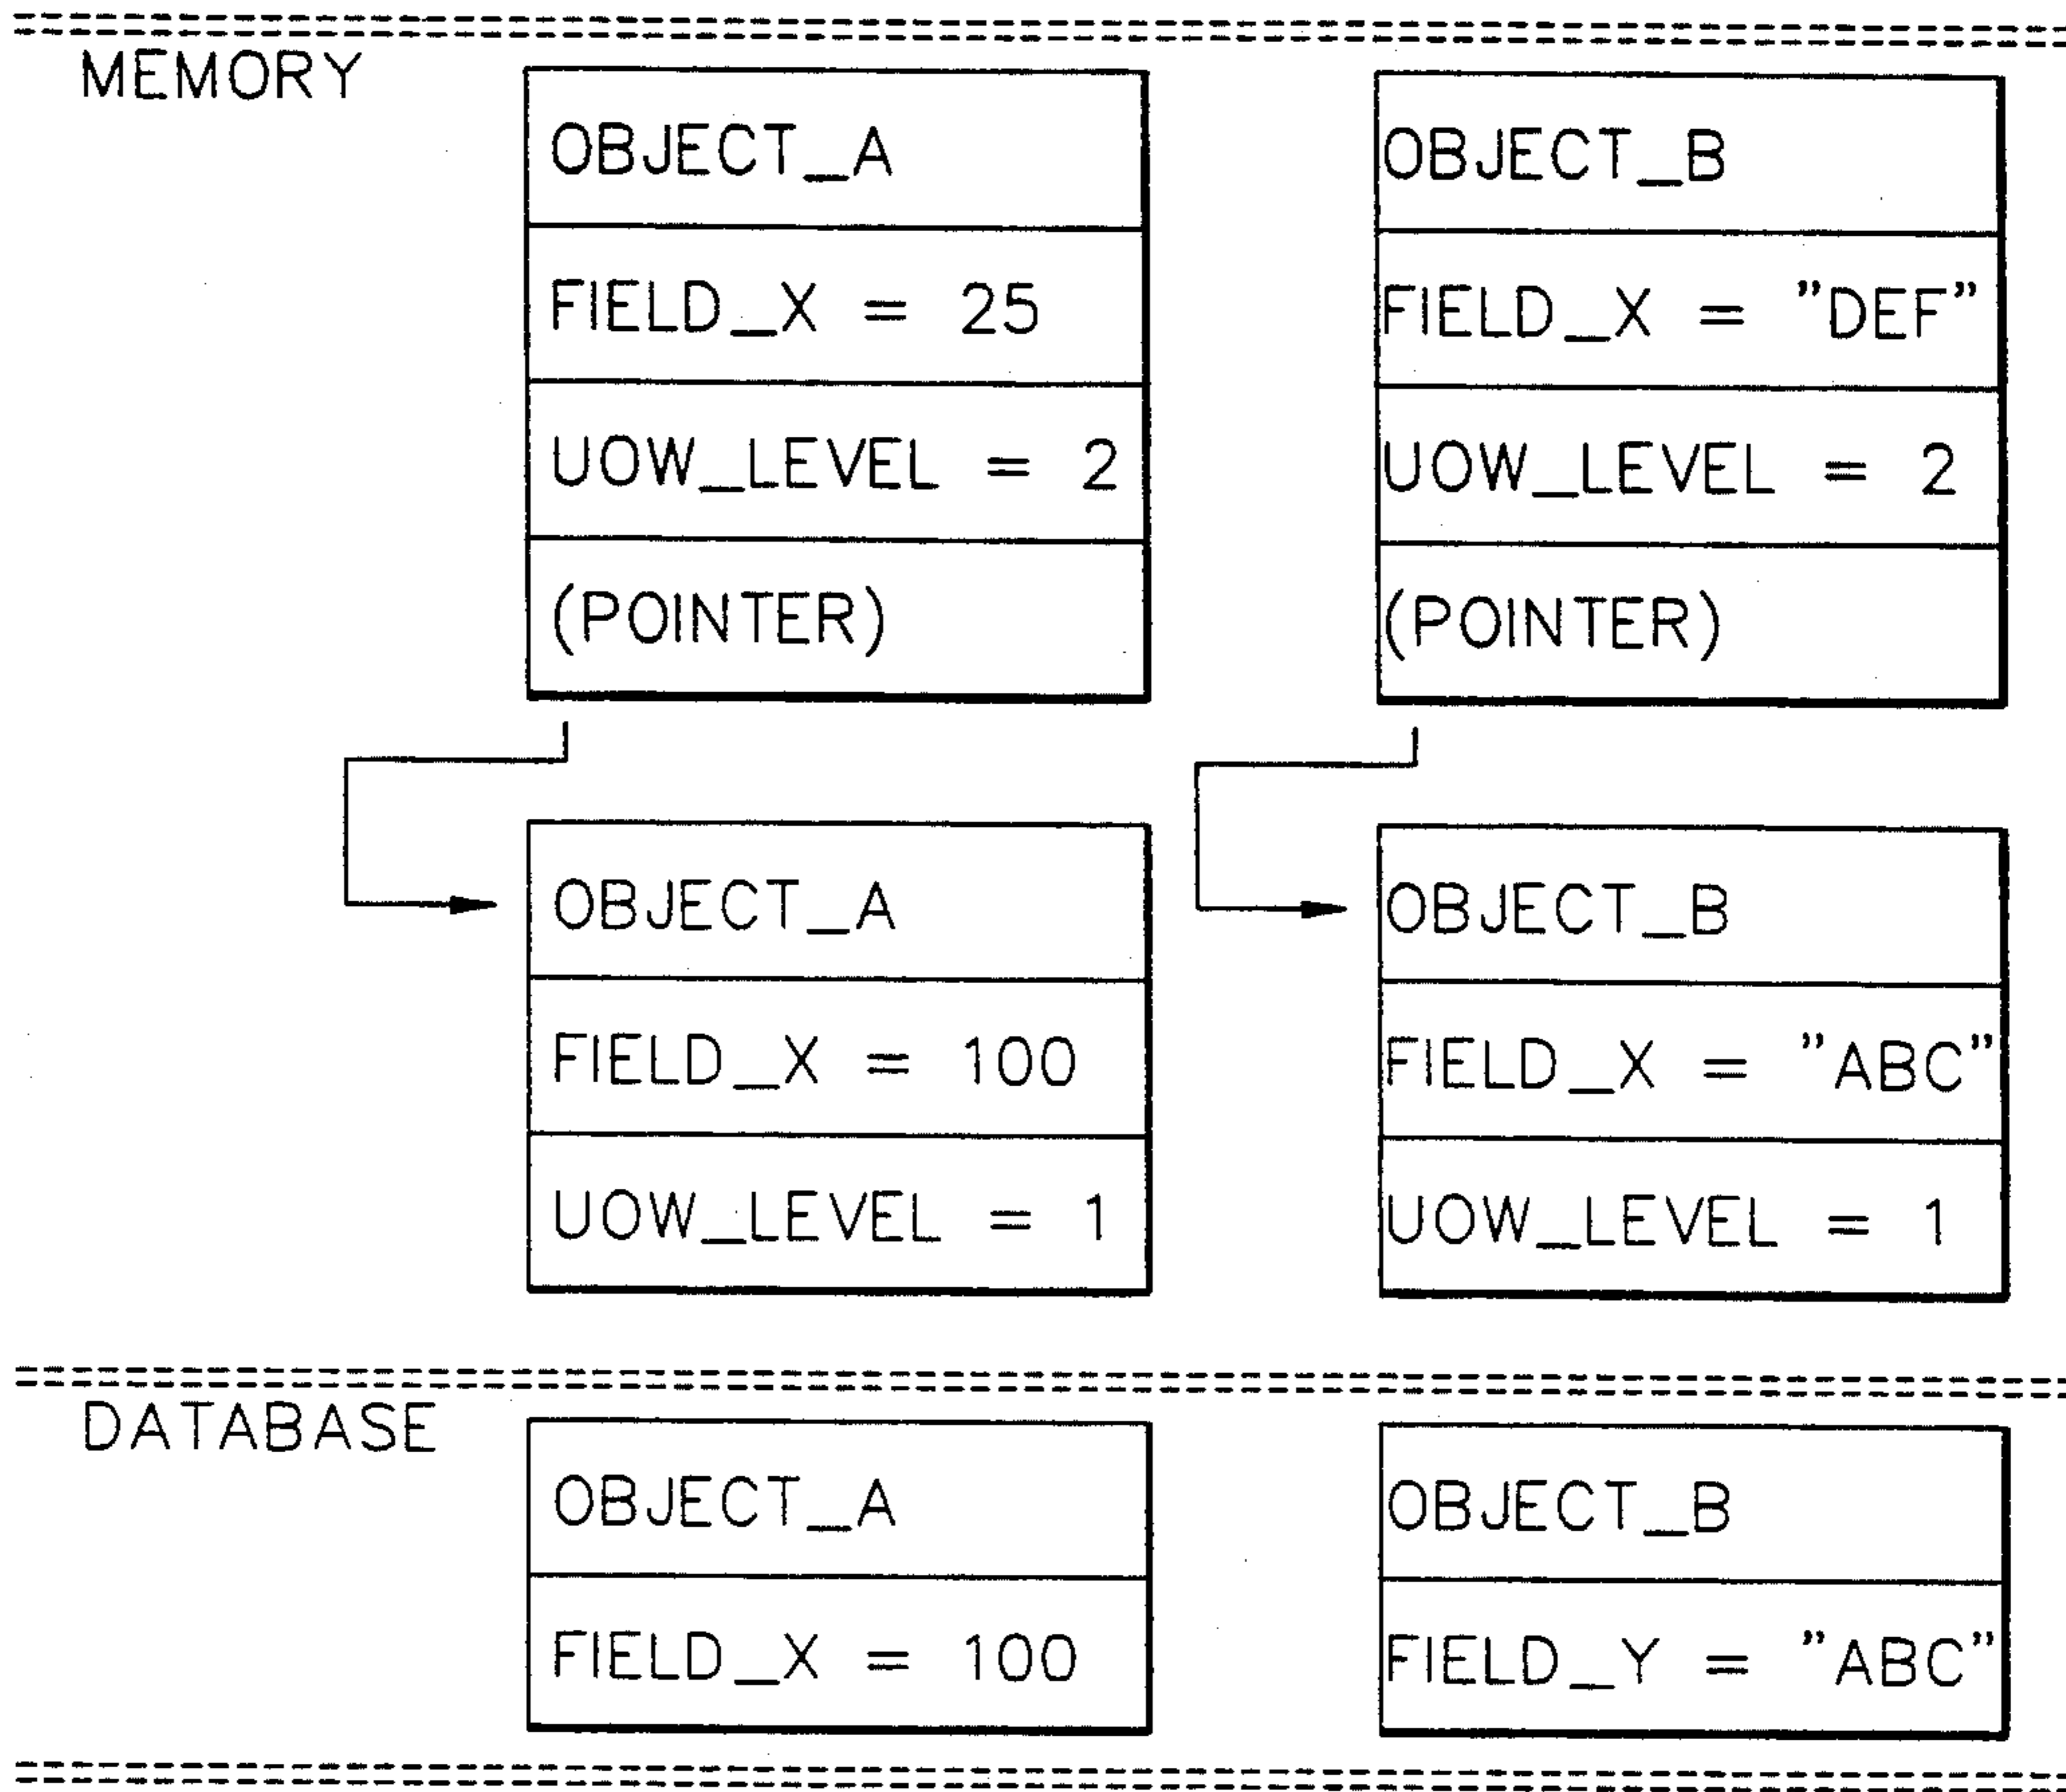 MEMORY
OBJECT_A
FIELD_X = 25
UOW_LEVEL = 2
(POINTER)
OBJECT_B
FIELD_X = "DEF"
UOW_LEVEL = 2
(POINTER)
OBJECT_A
FIELD_X = 100
UOW_LEVEL = 1
OBJECT_B
FIELD_X = "ABC"
UOW_LEVEL = 1
DATABASE
OBJECT_A
FIELD_X = 100
OBJECT_B
FIELD_Y = "ABC"